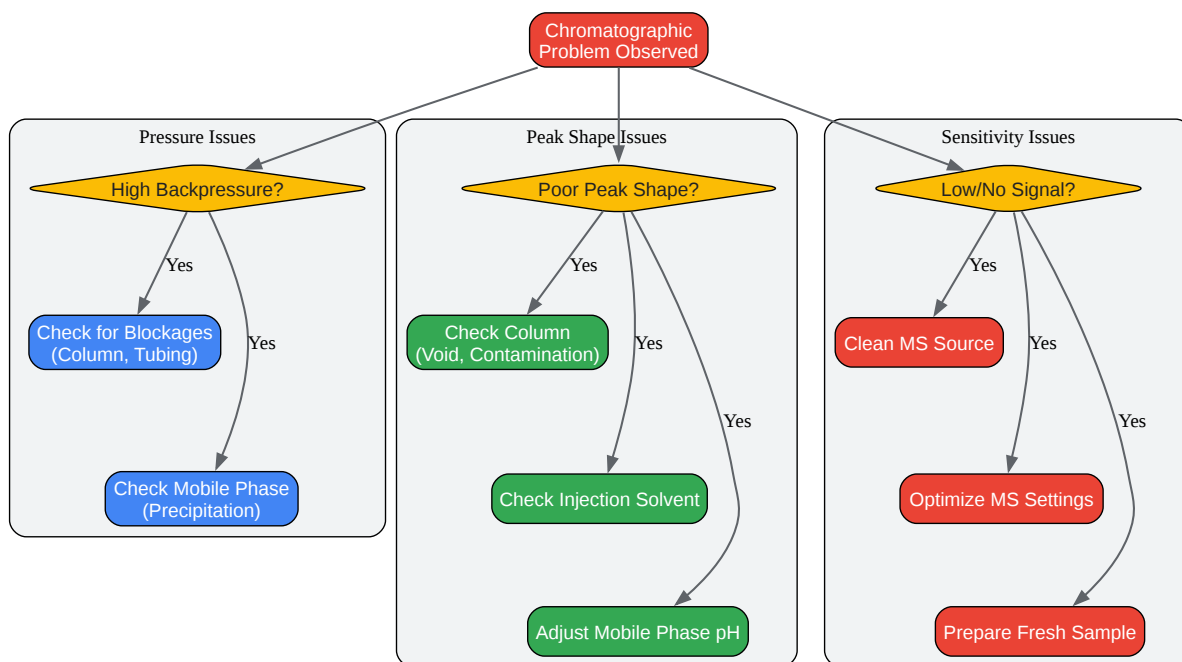 Chromatographic
Problem Observed
Pressure Issues
High Backpressure?
Yes
Check for Blockages
(Column, Tubing)
Yes
Check Mobile Phase
(Precipitation)
Peak Shape Issues
Poor Peak Shape?
Yes
Check Column
(Void, Contamination)
Yes
Check Injection Solvent
Yes
Adjust Mobile Phase pH
Sensitivity Issues
Low/No Signal?
Yes
Clean MS Source
Yes
Optimize MS Settings
Yes
Prepare Fresh Sample